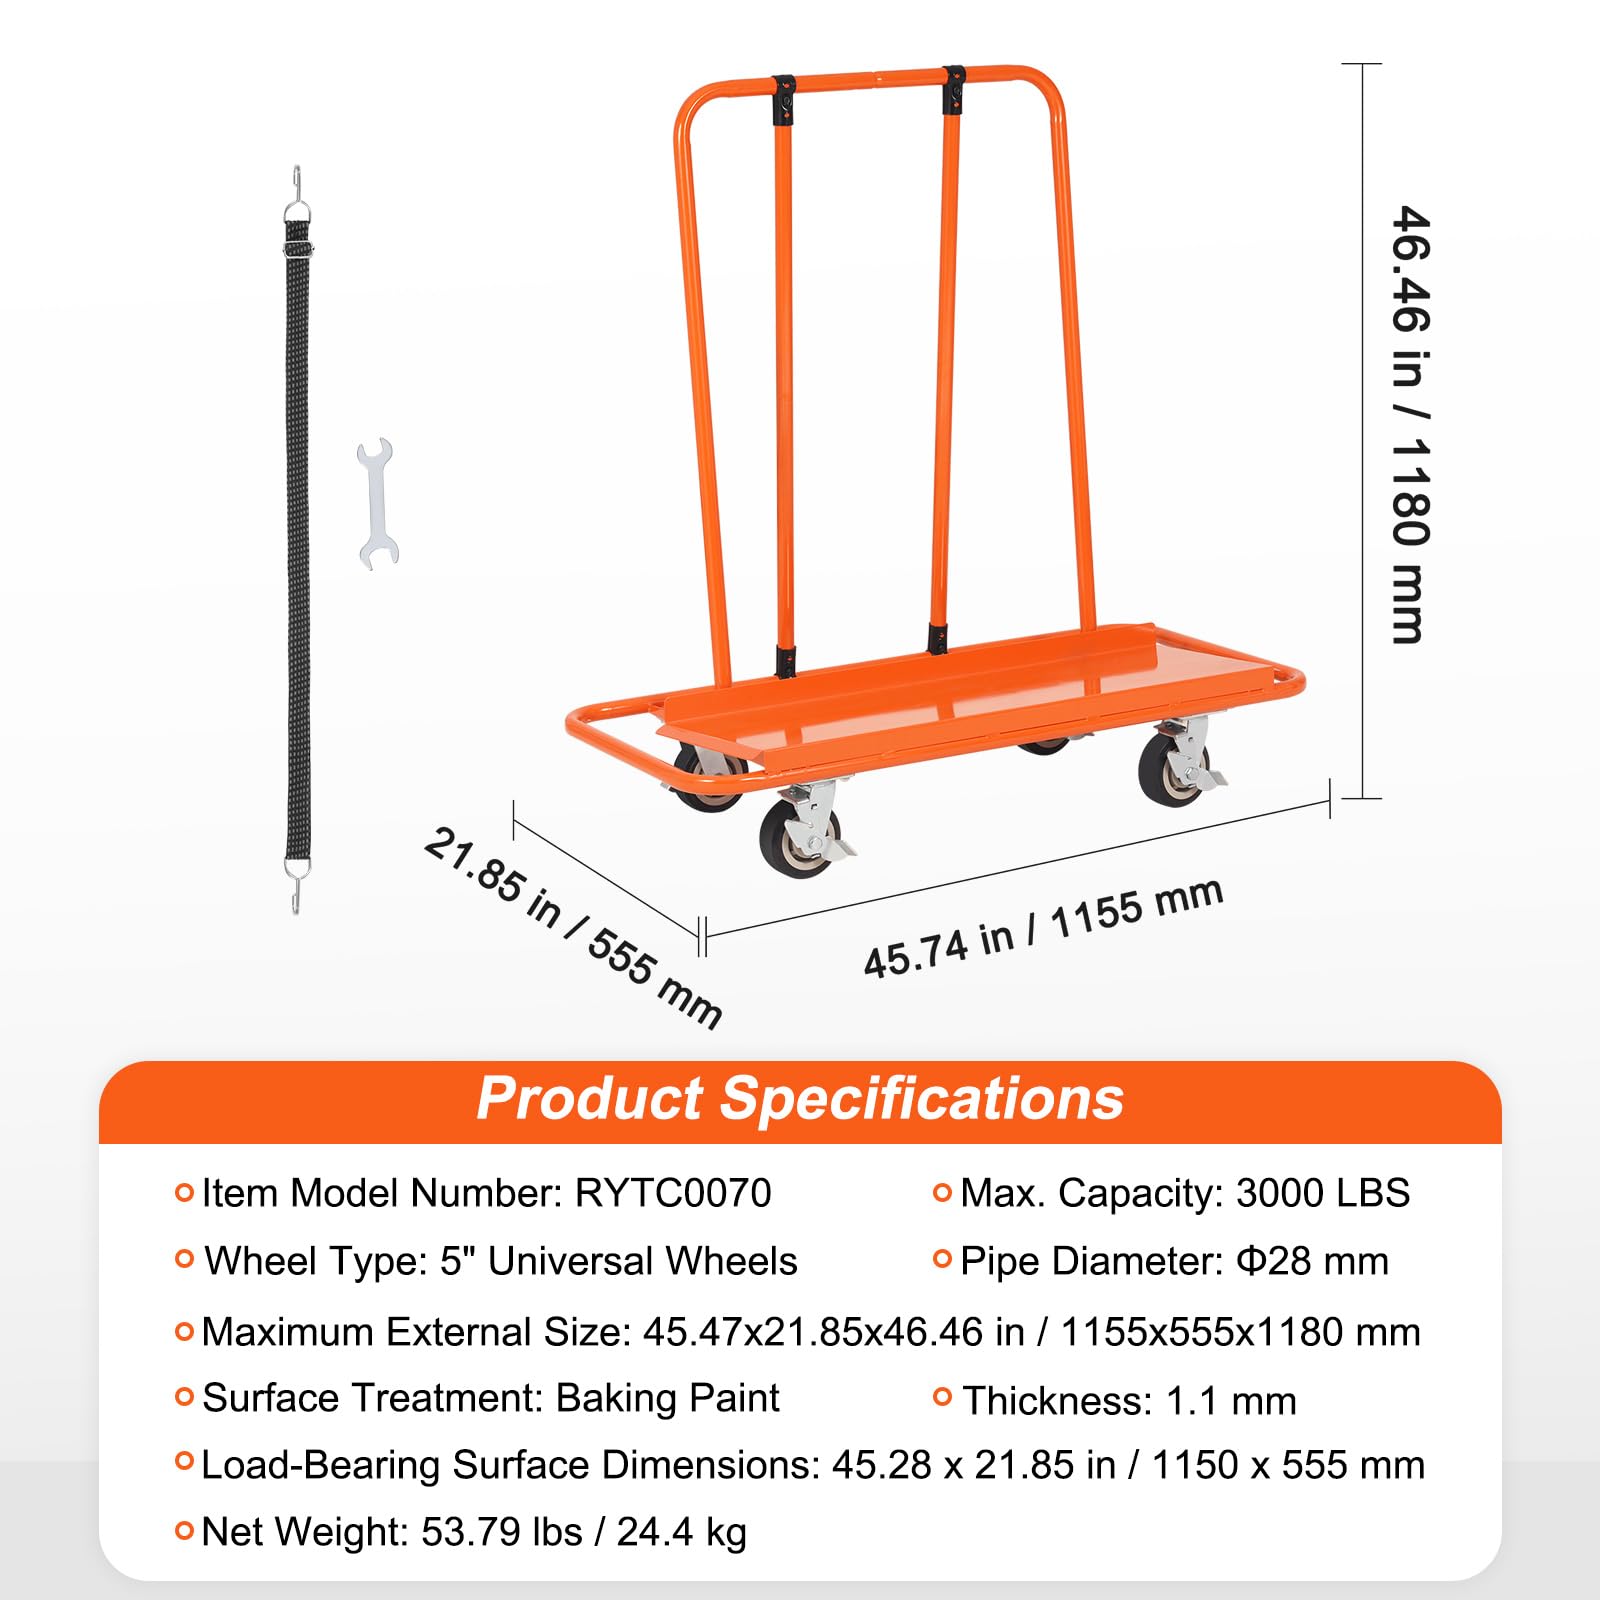 46.46 in / 1180 mm
21.85 in / 555 mm
45.74 in / 1155 mm
Product Specifications
Item Model Number: RYTC0070
Max. Capacity: 3000 LBS
Wheel Type: 5" Universal Wheels
Pipe Diameter: Φ28 mm
Maximum External Size: 45.47x21.85x46.46 in / 1155x555x1180 mm
Surface Treatment: Baking Paint
Thickness: 1.1 mm
Load-Bearing Surface Dimensions: 45.28 x 21.85 in / 1150 x 555 mm
Net Weight: 53.79 lbs / 24.4 kg